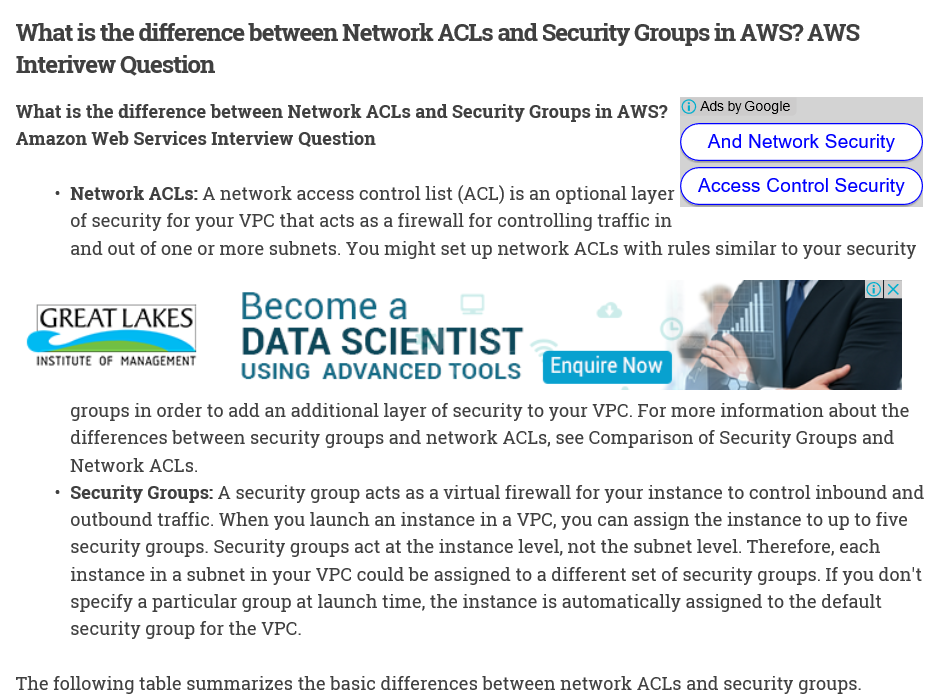 What is the difference between Network ACLs and Security Groups in AWS? AWS
Interivew Question
What is the difference between Network ACLs and Security Groups in AWS?
Amazon Web Services Interview Question
Ads by Google
And Network Security
Access Control Security
• Network ACLs: A network access control list (ACL) is an optional layer
of security for your VPC that acts as a firewall for controlling traffic in
and out of one or more subnets. You might set up network ACLs with rules similar to your security
GREAT LAKES
INSTITUTE OF MANAGEMENT
Become a
DATA SCIENTIST
USING ADVANCED TOOLS
Enquire Now
groups in order to add an additional layer of security to your VPC. For more information about the
differences between security groups and network ACLs, see Comparison of Security Groups and
Network ACLs.
• Security Groups: A security group acts as a virtual firewall for your instance to control inbound and
outbound traffic. When you launch an instance in a VPC, you can assign the instance to up to five
security groups. Security groups act at the instance level, not the subnet level. Therefore, each
instance in a subnet in your VPC could be assigned to a different set of security groups. If you don't
specify a particular group at launch time, the instance is automatically assigned to the default
security group for the VPC.
The following table summarizes the basic differences between network ACLs and security groups.